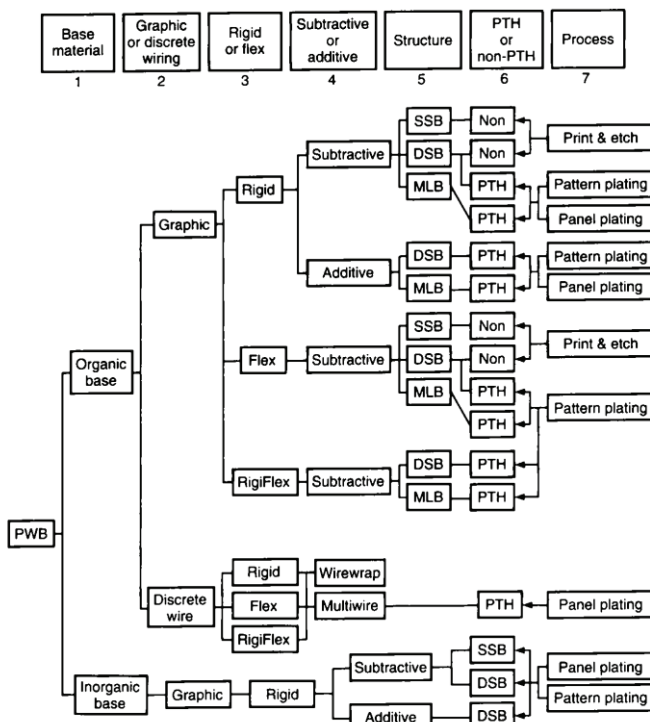 Base
material
Graphic
or discrete
wiring
Rigid
or flex
Subtractive
or
additive
Structure
PTH
or
non-PTH
Process
1
2
3
4
5
6
7
SSB
Non
Print & etch
Subtractive
DSB
Non
Rigid
MLB
PTH
Pattern plating
PTH
Panel plating
Graphic
DSB
PTH
Pattern plating
Additive
MLB
PTH
Panel plating
SSB
Non
Print & etch
Organic
base
Flex
Subtractive
DSB
Non
MLB
PTH
Pattern plating
PTH
DSB
PTH
RigiFlex
Subtractive
MLB
PTH
PWB
Rigid
Wirewrap
Discrete
wire
Flex
Multiwire
PTH
Panel plating
RigiFlex
SSB
Subtractive
Panel plating
Inorganic
base
Graphic
Rigid
DSB
Pattern plating
Additive
DSB